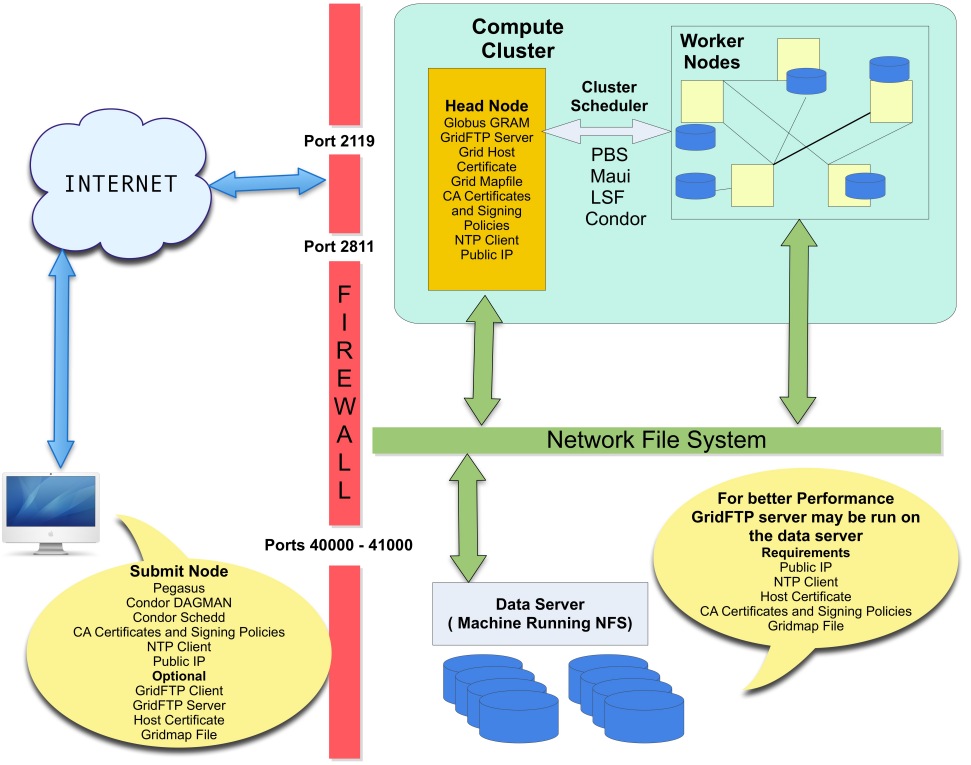 Compute
Cluster
Worker
Nodes
Head Node
Globus GRAM
GridFTP Server
Grid Host
Certificate
Grid Mapfile
CA Certificates
and Signing
Policies
NTP Client
Public IP
Cluster
Scheduler
PBS
Maui
LSF
Condor
Port 2119
INTERNET
Port 2811
FIREWALL
Network File System
Ports 40000 - 41000
For better Performance
GridFTP server may be run on
the data server
Requirements
Public IP
NTP Client
Host Certificate
CA Certificates and Signing Policies
Gridmap File
Submit Node
Pegasus
Condor DAGMAN
Condor Schedd
CA Certificates and Signing Policies
NTP Client
Public IP
Optional
GridFTP Client
GridFTP Server
Host Certificate
Gridmap File
Data Server
( Machine Running NFS)